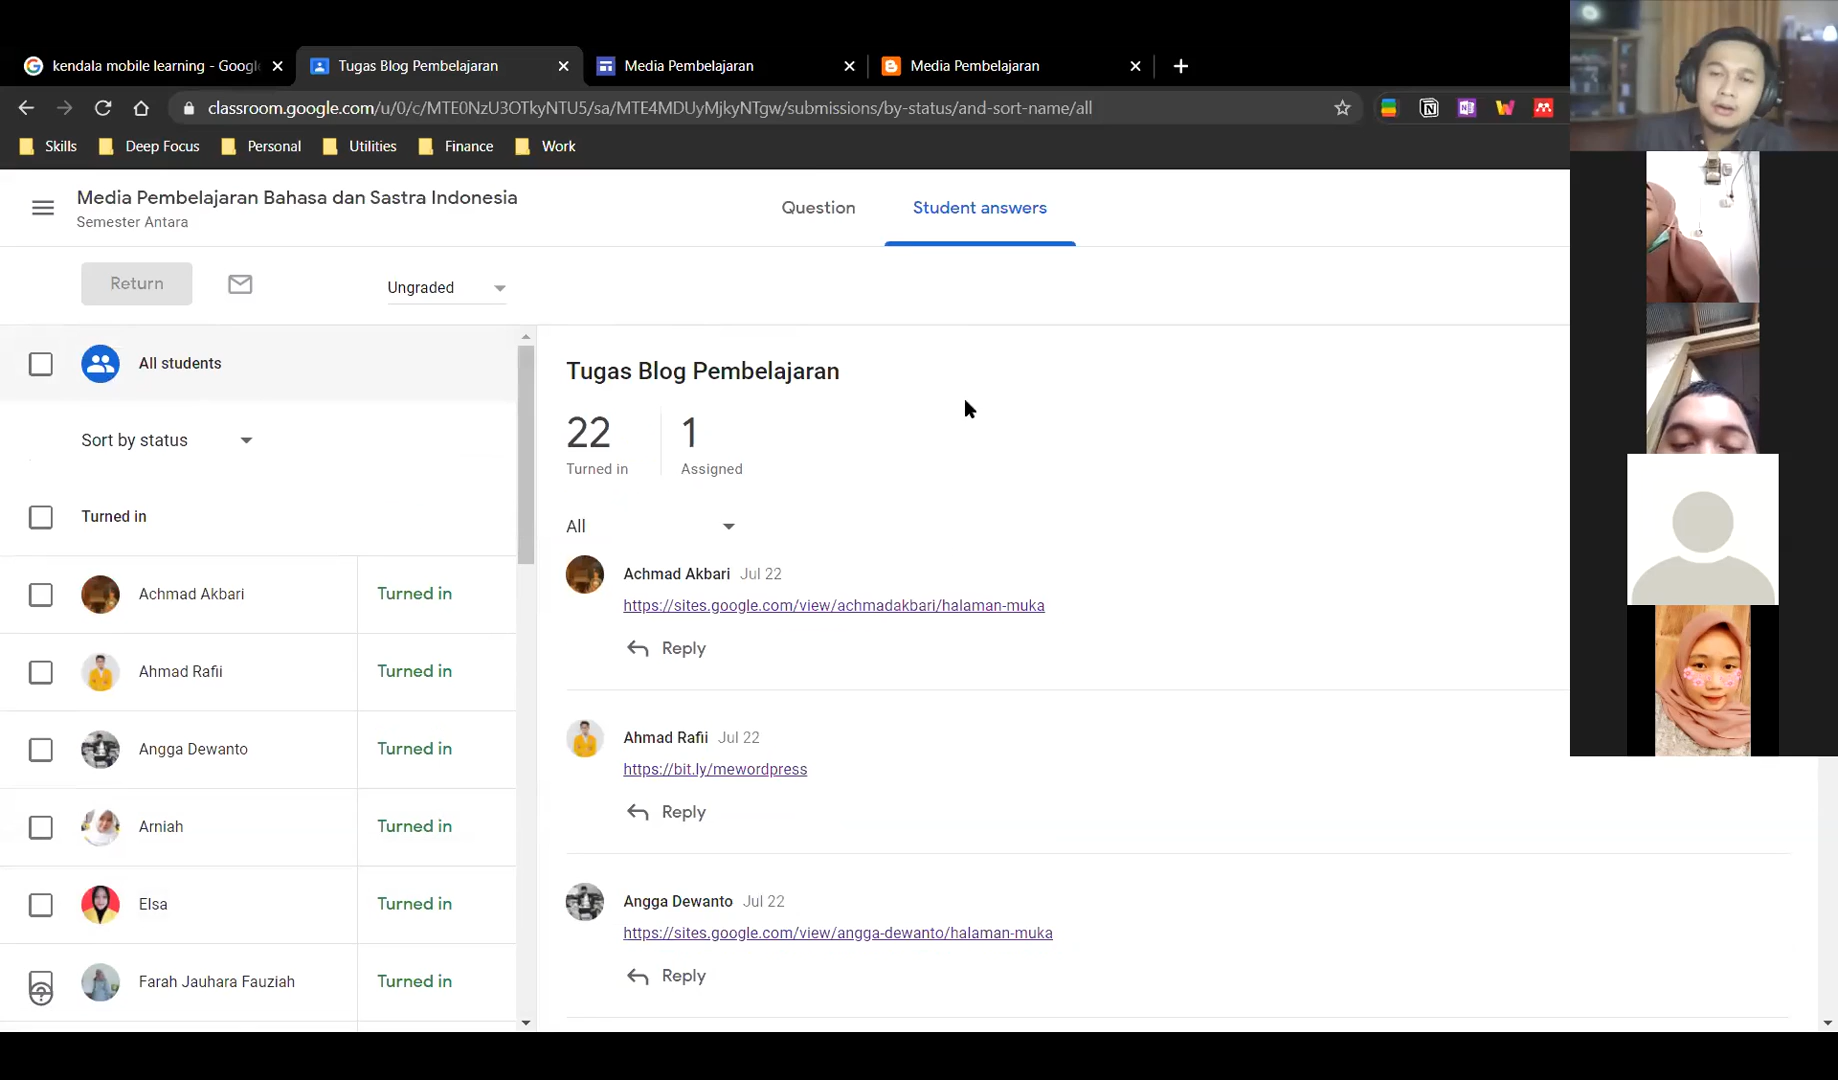 kendala mobile learning - Googl
Tugas Blog Pembelajaran
Media Pembelajaran
Media Pembelajaran
classroom.google.com/u/0/c/MTE0NzU3OTkyNTU5/sa/MTE4MDUyMjkyNTgw/submissions/by-status/and-sort-name/all
Skills
Deep Focus
Personal
Utilities
Finance
Work
Media Pembelajaran Bahasa dan Sastra Indonesia
Semester Antara
Question
Student answers
Return
Ungraded
All students
Sort by status
Turned in
Achmad Akbari Turned in
Ahmad Rafii Turned in
Angga Dewanto Turned in
Arniah Turned in
Elsa Turned in
Farah Jauhara Fauziah Turned in
Tugas Blog Pembelajaran
22 1
Turned in Assigned
All
Achmad Akbari Jul 22
https://sites.google.com/view/achmadakbari/halaman-muka
Reply
Ahmad Rafii Jul 22
https://bit.ly/mewordpress
Reply
Angga Dewanto Jul 22
https://sites.google.com/view/angga-dewanto/halaman-muka
Reply